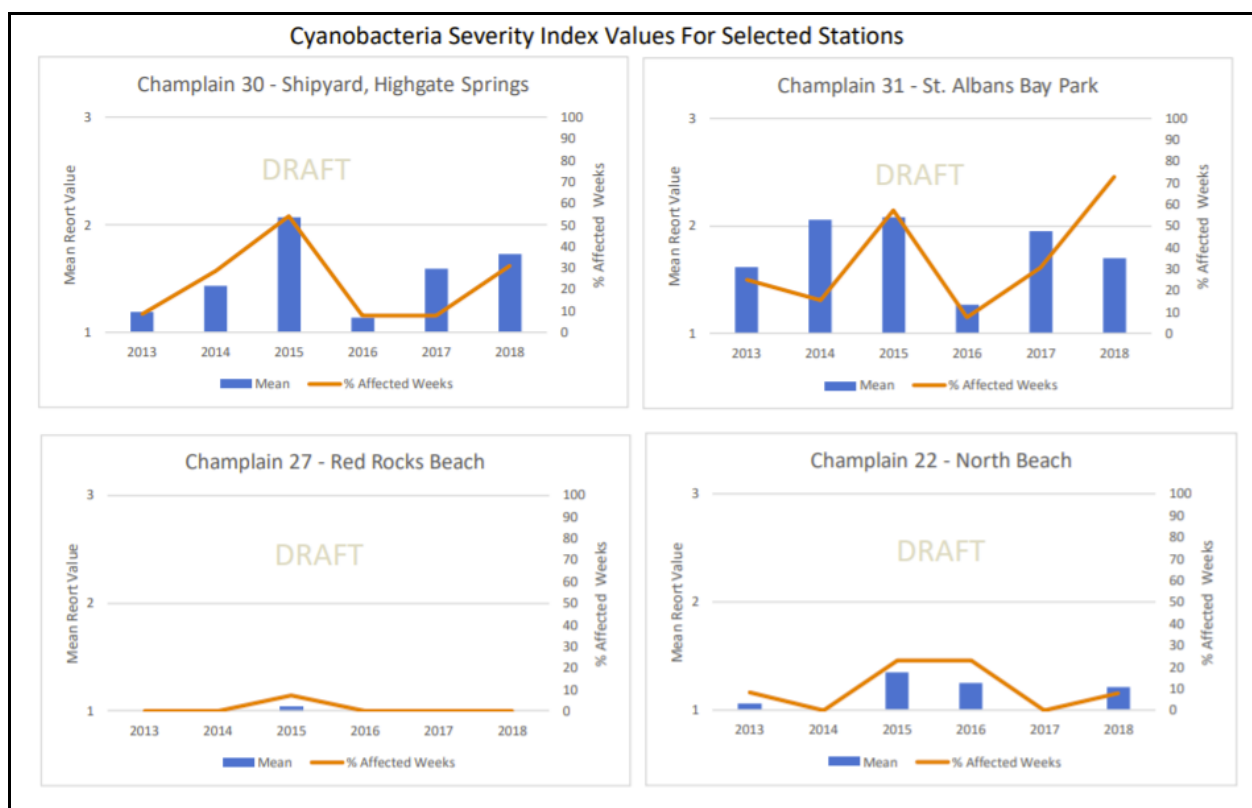 Cyanobacteria Severity Index Values For Selected Stations
Champlain 30 - Shipyard, Highgate Springs
DRAFT
Mean Reort Value
3
2
1
100
90
80
70
60
50
40
30
20
10
0
% Affected Weeks
2013 2014 2015 2016 2017 2018
Mean % Affected Weeks
Champlain 31 - St. Albans Bay Park
DRAFT
Mean Reort Value
3
2
1
100
90
80
70
60
50
40
30
20
10
0
% Affected Weeks
2013 2014 2015 2016 2017 2018
Mean % Affected Weeks
Champlain 27 - Red Rocks Beach
DRAFT
Mean Reort Value
3
2
1
100
90
80
70
60
50
40
30
20
10
0
% Affected Weeks
2013 2014 2015 2016 2017 2018
Mean % Affected Weeks
Champlain 22 - North Beach
DRAFT
Mean Reort Value
3
2
1
100
90
80
70
60
50
40
30
20
10
0
% Affected Weeks
2013 2014 2015 2016 2017 2018
Mean % Affected Weeks